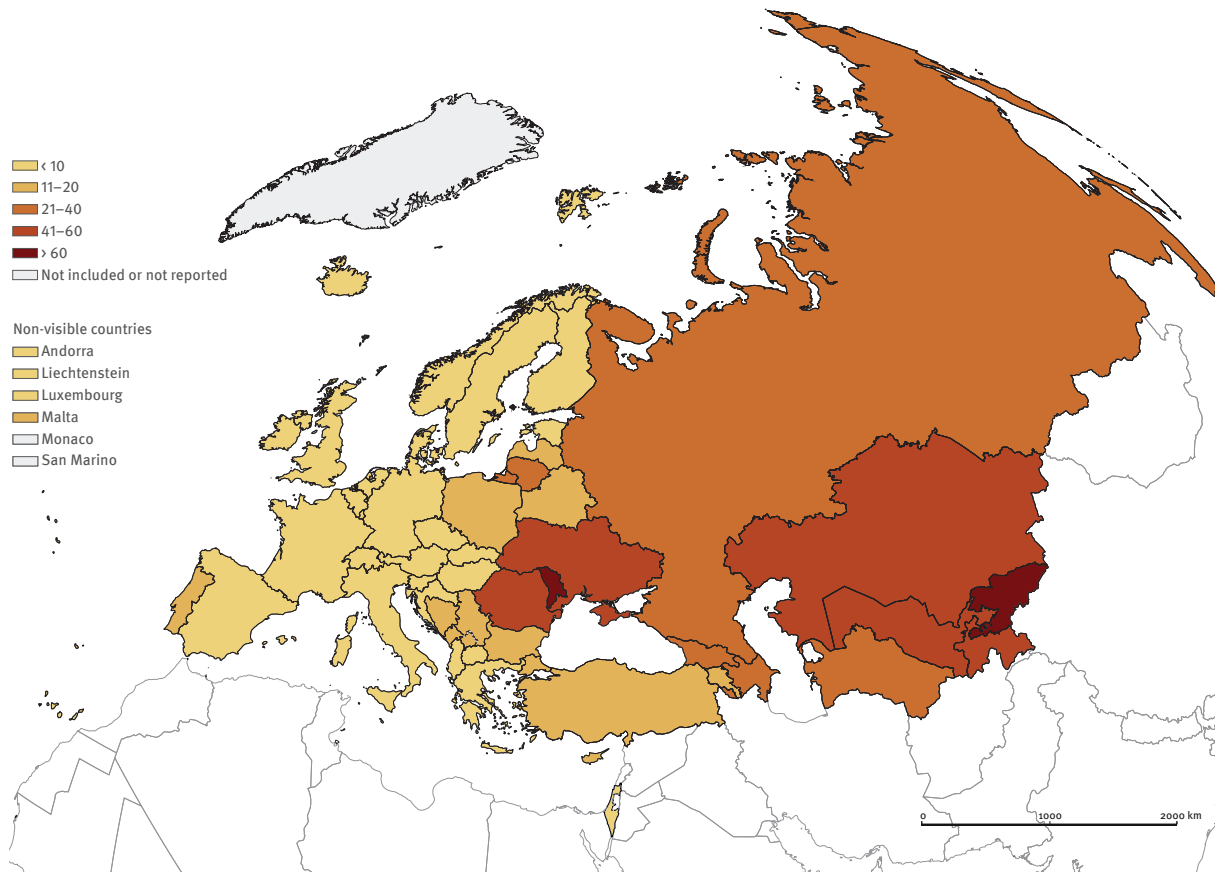 < 10
11–20
21–40
41–60
> 60
Not included or not reported
Non-visible countries
Andorra
Liechtenstein
Luxembourg
Malta
Monaco
San Marino
0 1000 2000 km